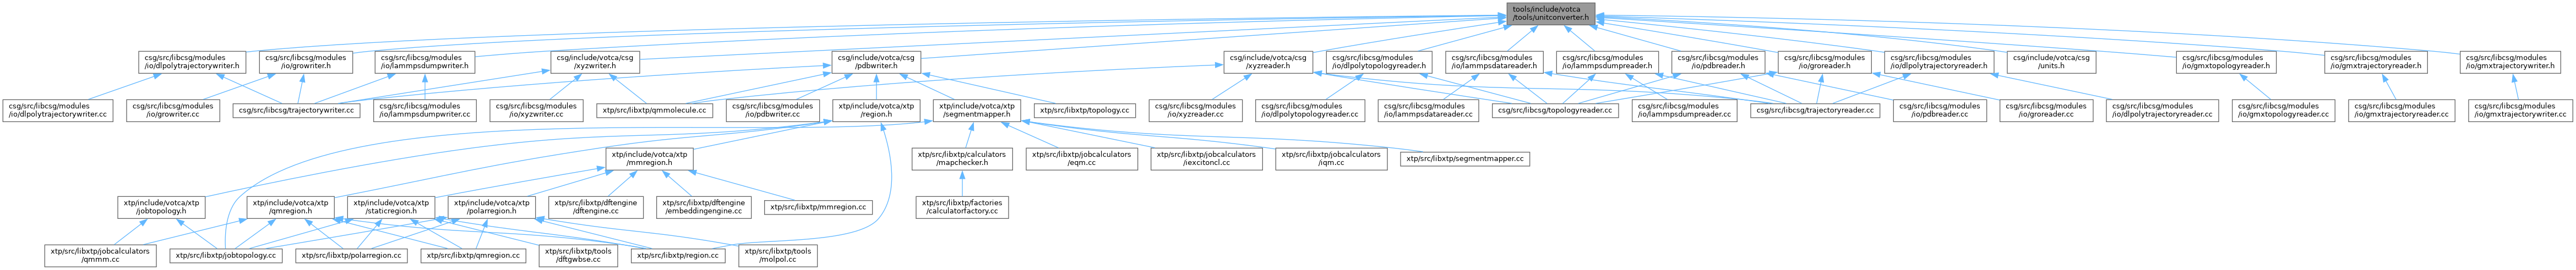 tools/include/votca
/tools/unitconverter.h
csg/src/libcsg/modules
/io/dlpolytrajectorywriter.h
csg/src/libcsg/modules
/io/growriter.h
csg/src/libcsg/modules
/io/lammpsdumpwriter.h
csg/include/votca/csg
/xyzwriter.h
csg/include/votca/csg
/pdbwriter.h
csg/include/votca/csg
/xyzreader.h
csg/src/libcsg/modules
/io/dlpolytopologyreader.h
csg/src/libcsg/modules
/io/lammpsdatareader.h
csg/src/libcsg/modules
/io/lammpsdumpreader.h
csg/src/libcsg/modules
/io/pdbreader.h
csg/src/libcsg/modules
/io/groreader.h
csg/src/libcsg/modules
/io/dlpolytrajectoryreader.h
csg/include/votca/csg
/units.h
csg/src/libcsg/modules
/io/gmxtopologyreader.h
csg/src/libcsg/modules
/io/gmxtrajectoryreader.h
csg/src/libcsg/modules
/io/gmxtrajectorywriter.h
csg/src/libcsg/modules
/io/dlpolytrajectorywriter.cc
csg/src/libcsg/modules
/io/growriter.cc
csg/src/libcsg/trajectorywriter.cc
csg/src/libcsg/modules
/io/lammpsdumpwriter.cc
csg/src/libcsg/modules
/io/xyzwriter.cc
xtp/src/libxtp/qmmolecule.cc
csg/src/libcsg/modules
/io/pdbwriter.cc
xtp/include/votca/xtp
/region.h
xtp/include/votca/xtp
/segmentmapper.h
xtp/src/libxtp/topology.cc
csg/src/libcsg/modules
/io/xyzreader.cc
csg/src/libcsg/modules
/io/dlpolytopologyreader.cc
csg/src/libcsg/modules
/io/lammpsdatareader.cc
csg/src/libcsg/topologyreader.cc
csg/src/libcsg/modules
/io/lammpsdumpreader.cc
csg/src/libcsg/trajectoryreader.cc
csg/src/libcsg/modules
/io/pdbreader.cc
csg/src/libcsg/modules
/io/groreader.cc
csg/src/libcsg/modules
/io/dlpolytrajectoryreader.cc
csg/src/libcsg/modules
/io/gmxtopologyreader.cc
csg/src/libcsg/modules
/io/gmxtrajectoryreader.cc
csg/src/libcsg/modules
/io/gmxtrajectorywriter.cc
xtp/include/votca/xtp
/mmregion.h
xtp/src/libxtp/calculators
/mapchecker.h
xtp/src/libxtp/jobcalculators
/eqm.cc
xtp/src/libxtp/jobcalculators
/iexcitoncl.cc
xtp/src/libxtp/jobcalculators
/iqm.cc
xtp/src/libxtp/segmentmapper.cc
xtp/include/votca/xtp
/jobtopology.h
xtp/include/votca/xtp
/qmregion.h
xtp/include/votca/xtp
/staticregion.h
xtp/include/votca/xtp
/polarregion.h
xtp/src/libxtp/dftengine
/dftengine.cc
xtp/src/libxtp/dftengine
/embeddingengine.cc
xtp/src/libxtp/mmregion.cc
xtp/src/libxtp/factories
/calculatorfactory.cc
xtp/src/libxtp/jobcalculators
/qmmm.cc
xtp/src/libxtp/jobtopology.cc
xtp/src/libxtp/polarregion.cc
xtp/src/libxtp/qmregion.cc
xtp/src/libxtp/tools
/dftgwbse.cc
xtp/src/libxtp/region.cc
xtp/src/libxtp/tools
/molpol.cc